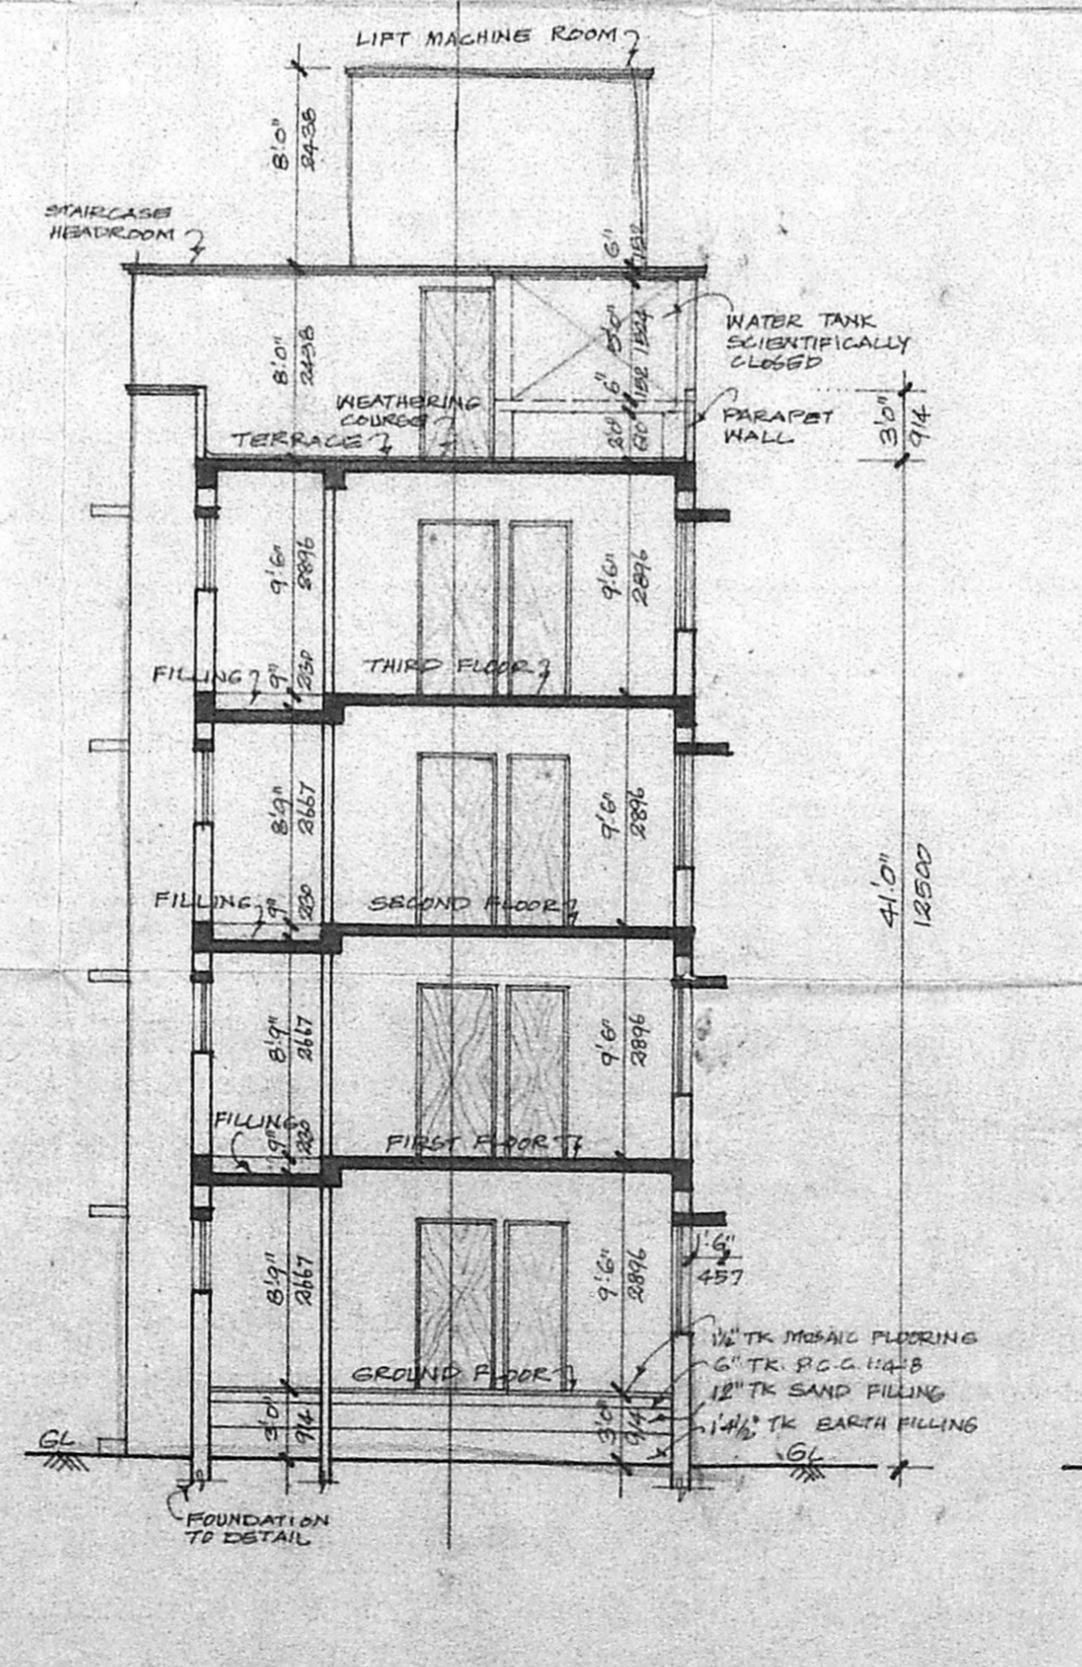 LIFT MACHINE ROOM
8'.0"
2438
STAIRCASE
HEADROOM
6"
152
8'.0"
2438
5'.0"
1524
WATER TANK
SCIENTIFICALLY
CLOSED
6"
152
WEATHERING
COURSE
TERRACE
2'.0"
PARAPET
WALL
3'.0"
914
9'.6"
2896
9'.6"
2896
FILLING
9"
230
THIRD FLOOR
8'.9"
2667
9'.6"
2896
41'.0"
12500
FILLING
9"
230
SECOND FLOOR
8'.9"
2667
9'.6"
2896
FILLING
9"
230
FIRST FLOOR
8'.9"
2667
9'.6"
2896
1'.6"
457
1½" TK MOSAIC FLOORING
6" TK. P.C.C. 1:4:8
12" TK SAND FILLING
1'4½" TK EARTH FILLING
GROUND FLOOR
3'.0"
914
3'.0"
914
GL
GL
FOUNDATION
TO DETAIL